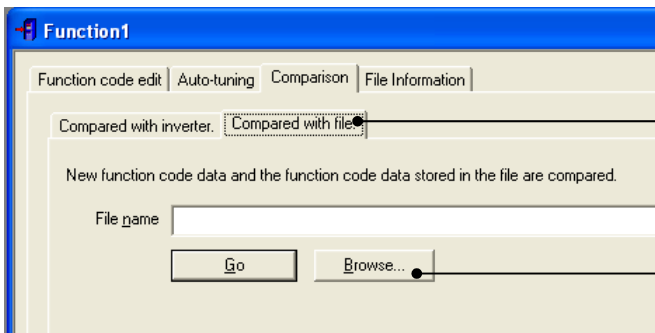 Function1
Function code edit Auto-tuning Comparison File Information
Compared with inverter. Compared with file.
New function code data and the function code data stored in the file are compared.
File name
Go Browse...